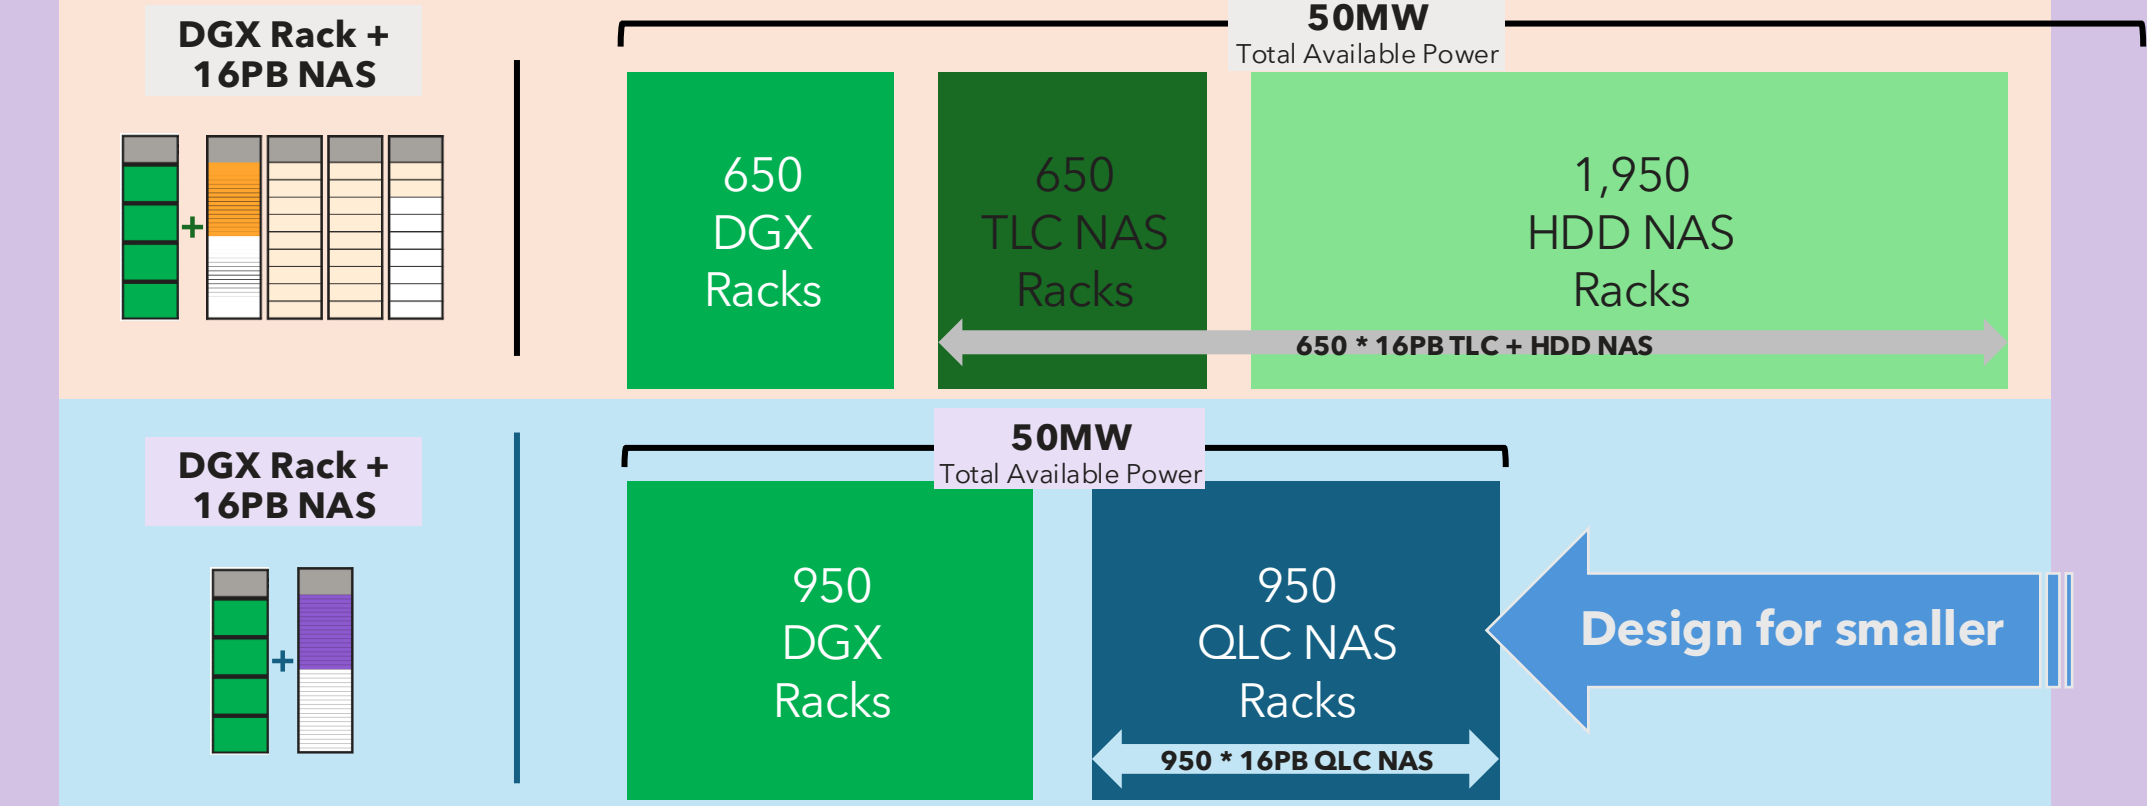 DGX Rack +
16PB NAS
+
50MW
Total Available Power
650
DGX
Racks
650
TLC NAS
Racks
1,950
HDD NAS
Racks
650 * 16PB TLC + HDD NAS
DGX Rack +
16PB NAS
+
50MW
Total Available Power
950
DGX
Racks
950
QLC NAS
Racks
950 * 16PB QLC NAS
Design for smaller